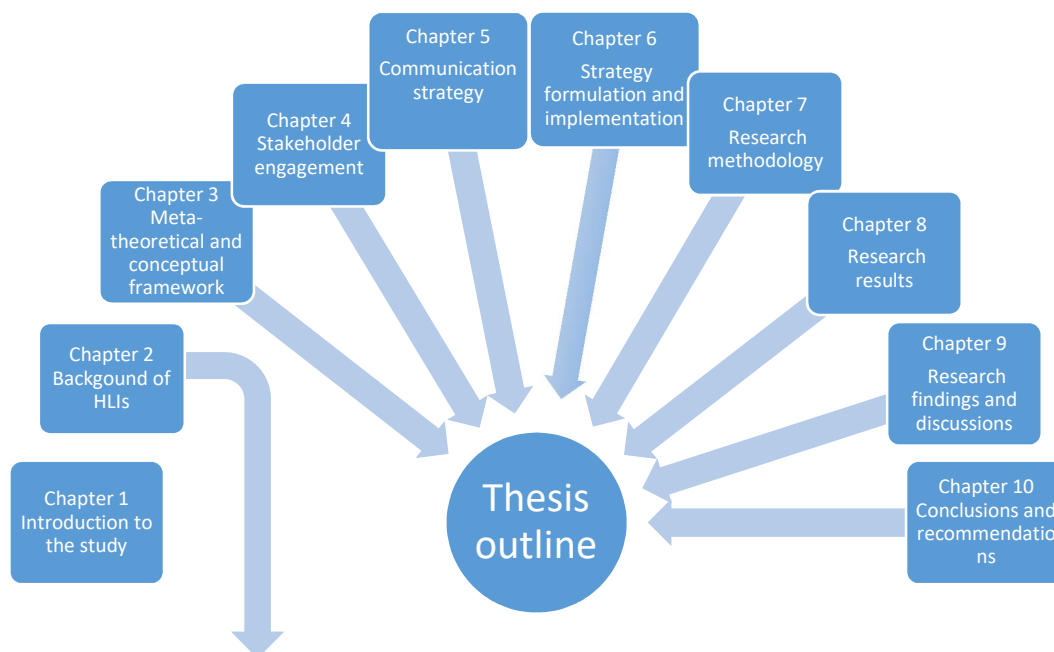 Chapter 1
Introduction to
the study
Chapter 2
Backgound of
HLIs
Chapter 3
Meta-
theoretical and
conceptual
framework
Chapter 4
Stakeholder
engagement
Chapter 5
Communication
strategy
Chapter 6
Strategy
formulation and
implementation
Chapter 7
Research
methodology
Chapter 8
Research
results
Chapter 9
Research
findings and
discussions
Chapter 10
Conclusions and
recommendatio
ns
Thesis
outline